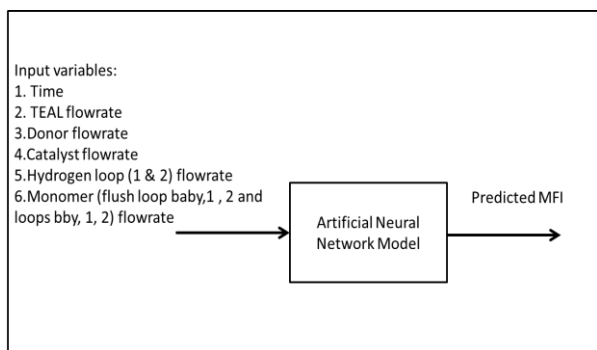 Input variables:
1. Time
2. TEAL flowrate
3.Donor flowrate
4.Catalyst flowrate
5.Hydrogen loop (1 & 2) flowrate
6.Monomer (flush loop baby,1 , 2 and
loops bby, 1, 2) flowrate
Artificial Neural
Network Model
Predicted MFI